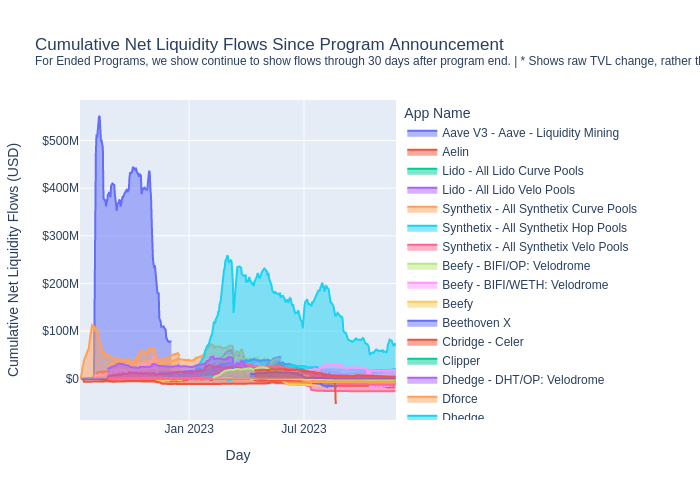 Cumulative Net Liquidity Flows Since Program Announcement
For Ended Programs, we show continue to show flows through 30 days after program end. | * Shows raw TVL change, rather
App Name
Aave V3 - Aave - Liquidity Mining
Aelin
Lido - All Lido Curve Pools
Lido - All Lido Velo Pools
Synthetix - All Synthetix Curve Pools
Synthetix - All Synthetix Hop Pools
Synthetix - All Synthetix Velo Pools
Beefy - BIFI/OP: Velodrome
Beefy - BIFI/WETH: Velodrome
Beefy
Beethoven X
Cbridge - Celer
Clipper
Dhedge - DHT/OP: Velodrome
Dforce
Dhedge
Cumulative Net Liquidity Flows (USD)
$500M
$400M
$300M
$200M
$100M
$0
Jan 2023
Jul 2023
Day